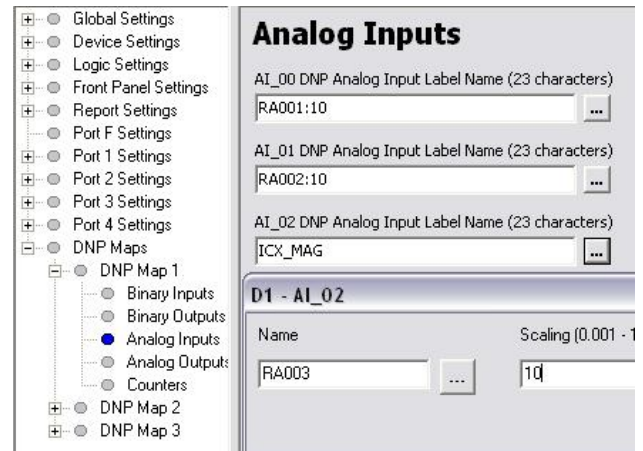 Global Settings
Device Settings
Logic Settings
Front Panel Settings
Report Settings
Port F Settings
Port 1 Settings
Port 2 Settings
Port 3 Settings
Port 4 Settings
DNP Maps
DNP Map 1
Binary Inputs
Binary Outputs
Analog Inputs
Analog Outputs
Counters
DNP Map 2
DNP Map 3
Analog Inputs
AI_00 DNP Analog Input Label Name (23 characters)
RA001:10
...
AI_01 DNP Analog Input Label Name (23 characters)
RA002:10
...
AI_02 DNP Analog Input Label Name (23 characters)
ICX_MAG
...
D1 - AI_02
Name
Scaling (0.001 - 1
RA003
...
10